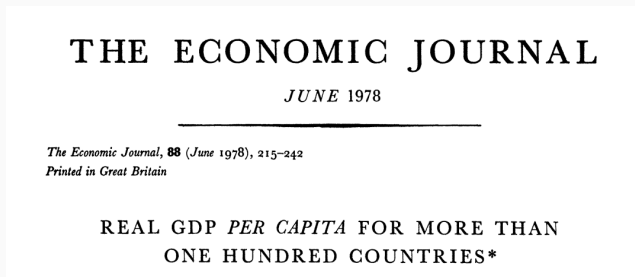 THE ECONOMIC JOURNAL
JUNE 1978
The Economic Journal, 88 (June 1978), 215–242
Printed in Great Britain
REAL GDP PER CAPITA FOR MORE THAN
ONE HUNDRED COUNTRIES*